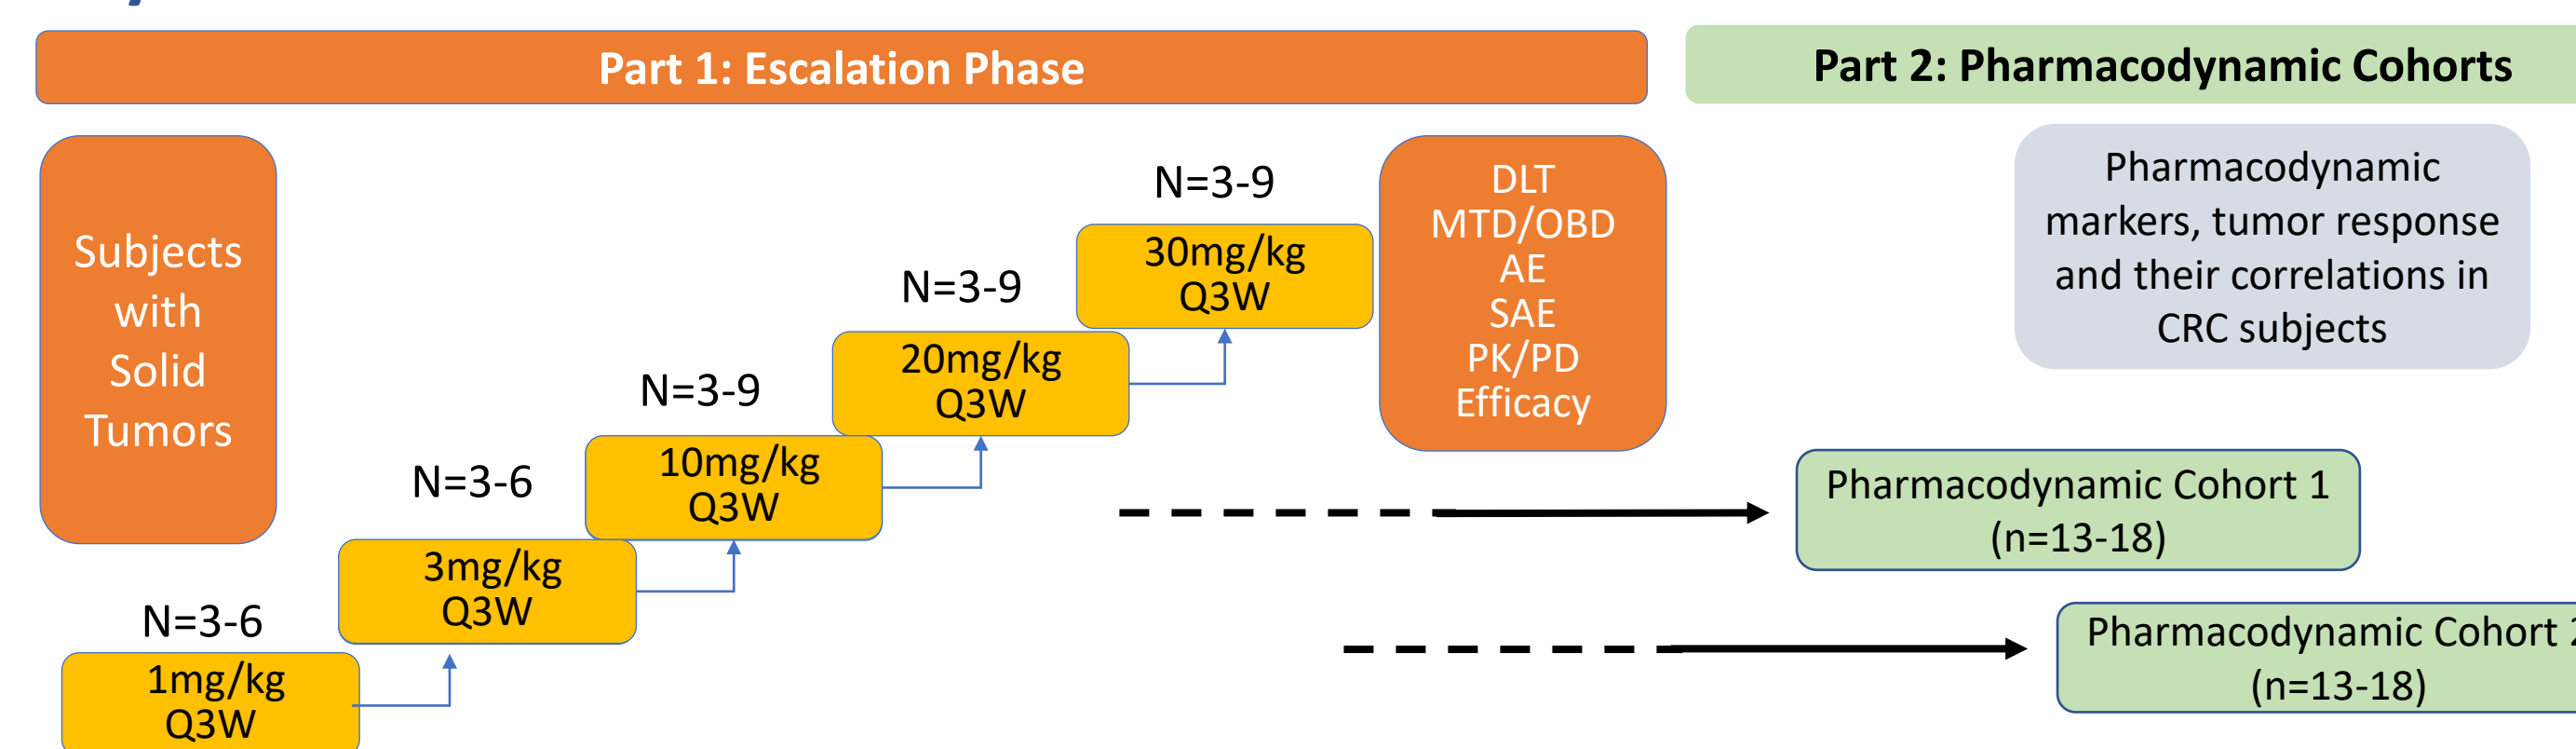 Part 1: Escalation Phase
Part 2: Pharmacodynamic Cohorts
Subjects
with
Solid
Tumors
N=3-6
1mg/kg
Q3W
N=3-6
3mg/kg
Q3W
N=3-9
10mg/kg
Q3W
N=3-9
20mg/kg
Q3W
N=3-9
30mg/kg
Q3W
DLT
MTD/OBD
AE
SAE
PK/PD
Efficacy
Pharmacodynamic
markers, tumor response
and their correlations in
CRC subjects
Pharmacodynamic Cohort 1
(n=13-18)
Pharmacodynamic Cohort 2
(n=13-18)